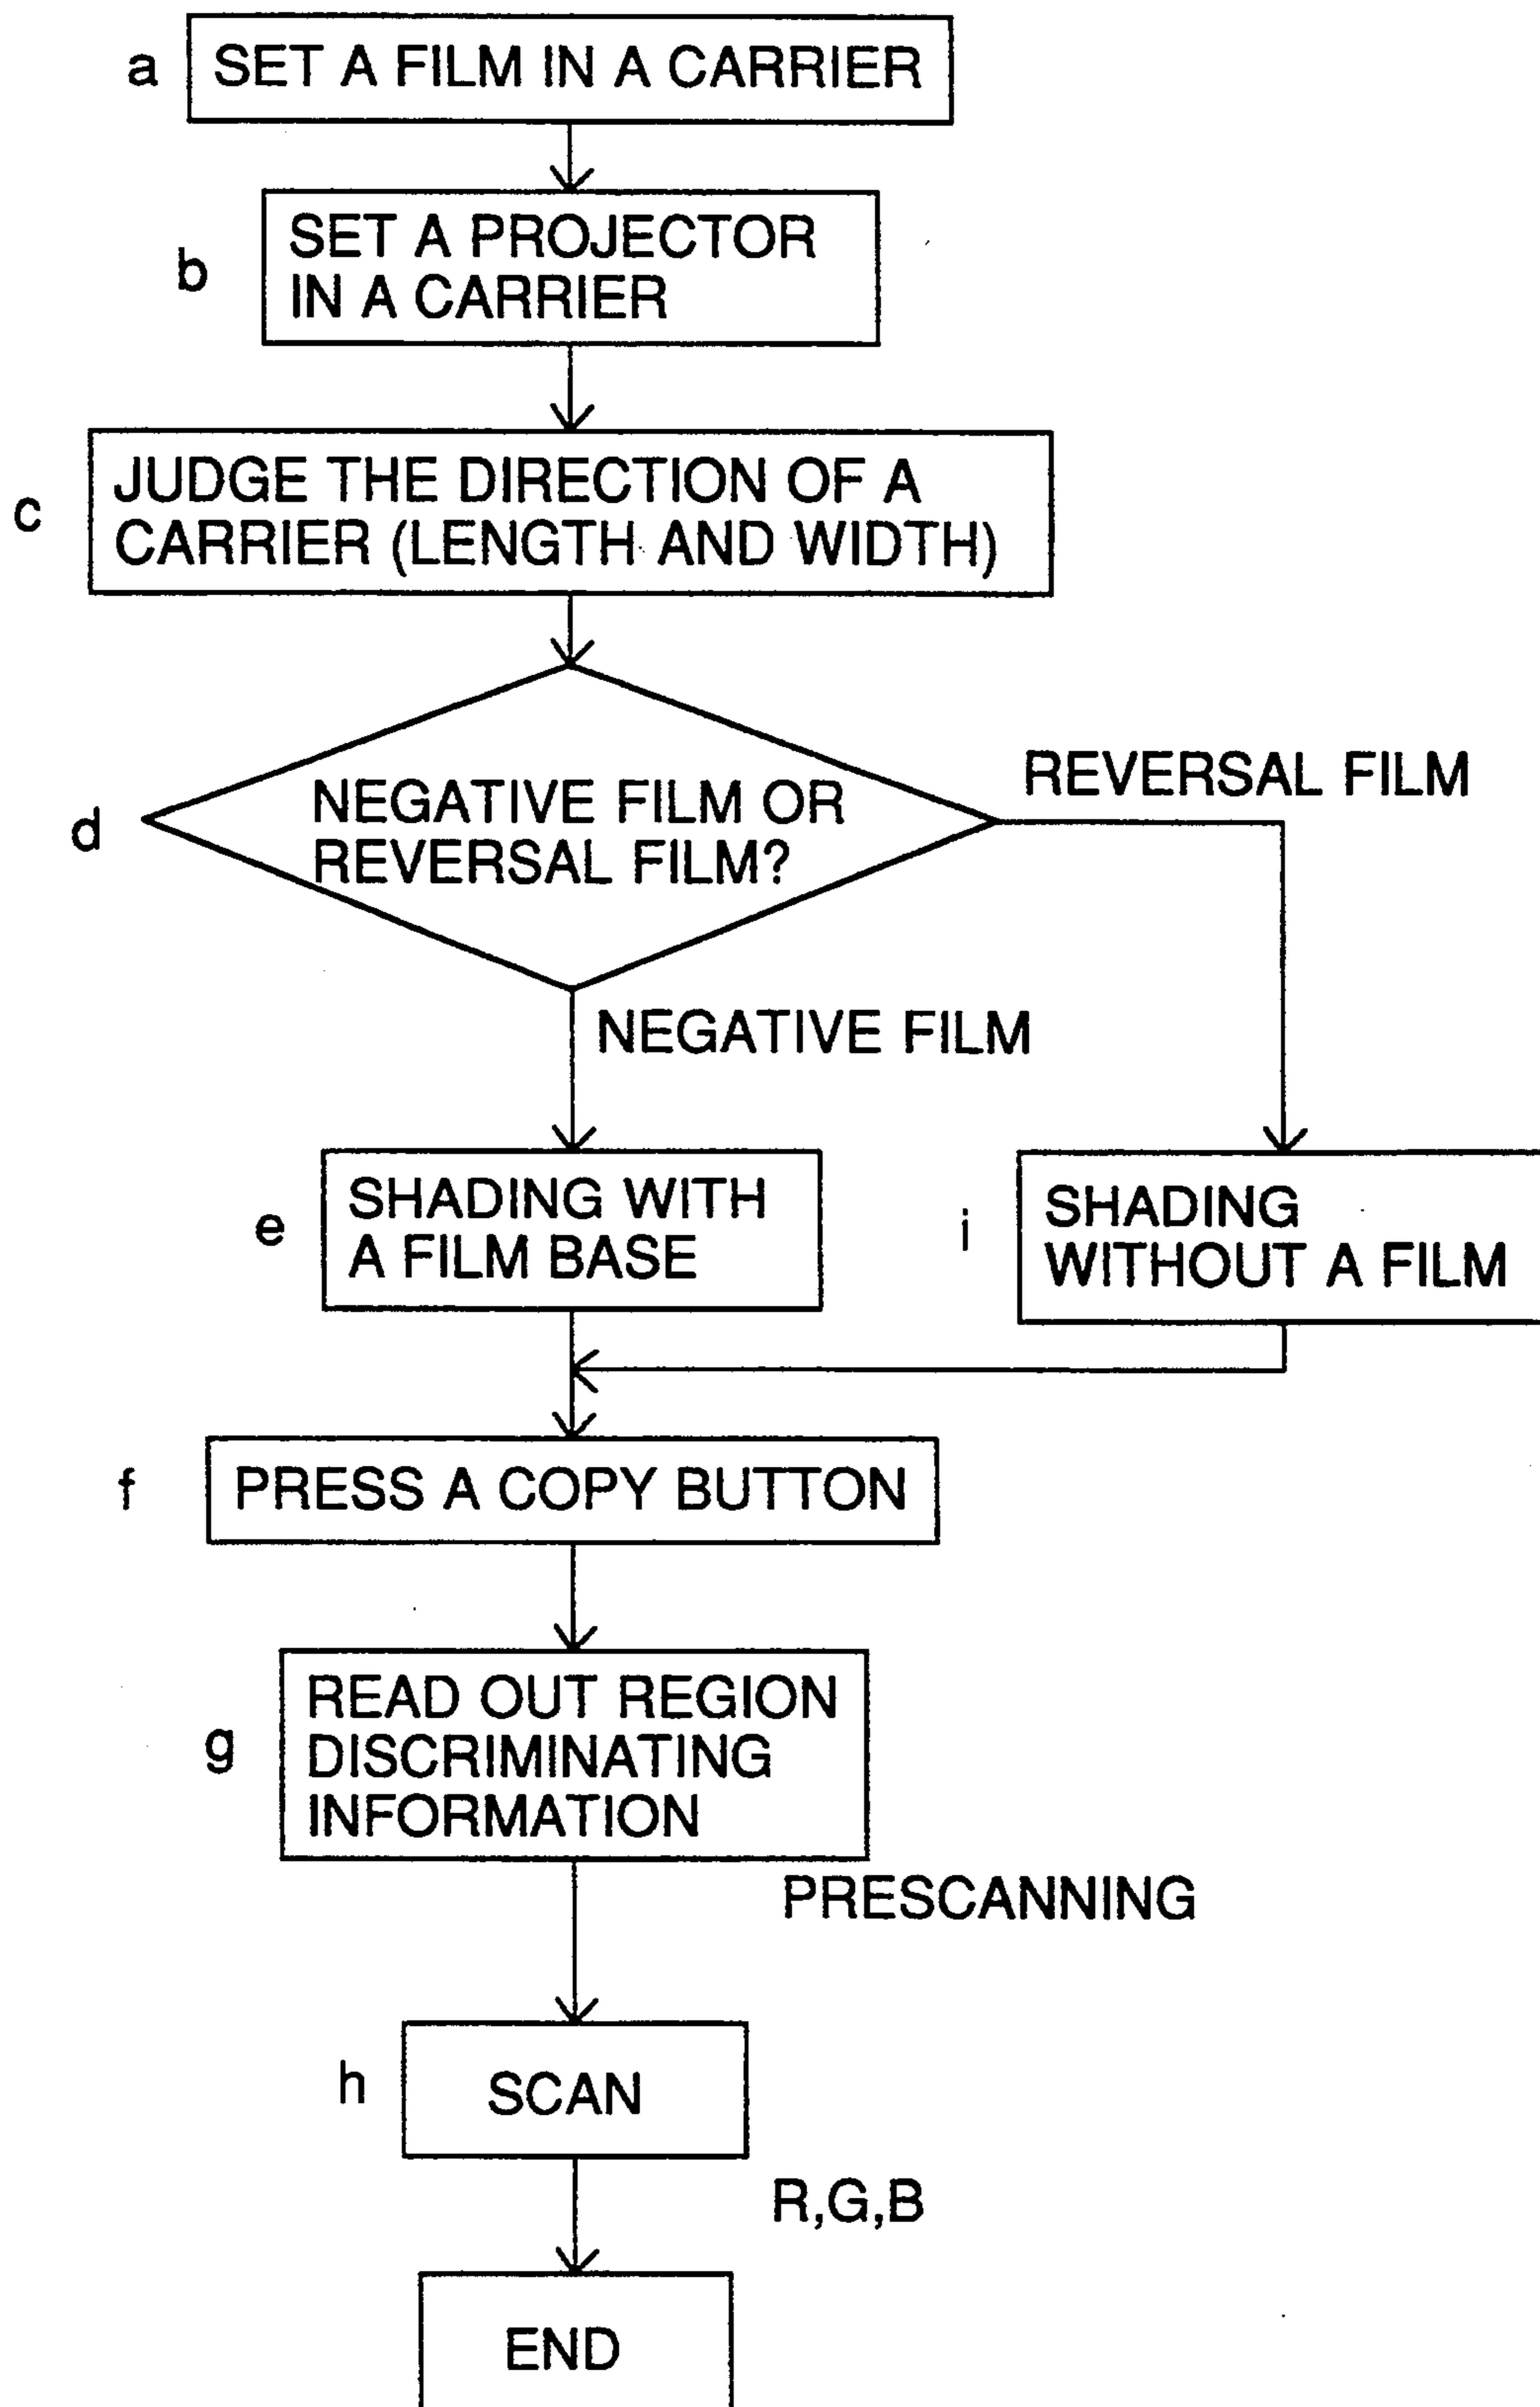 a
SET A FILM IN A CARRIER
b
SET A PROJECTOR
IN A CARRIER
c
JUDGE THE DIRECTION OF A
CARRIER (LENGTH AND WIDTH)
d
NEGATIVE FILM OR
REVERSAL FILM?
REVERSAL FILM
NEGATIVE FILM
e
SHADING WITH
A FILM BASE
i
SHADING
WITHOUT A FILM
f
PRESS A COPY BUTTON
g
READ OUT REGION
DISCRIMINATING
INFORMATION
PRESCANNING
h
SCAN
R,G,B
END